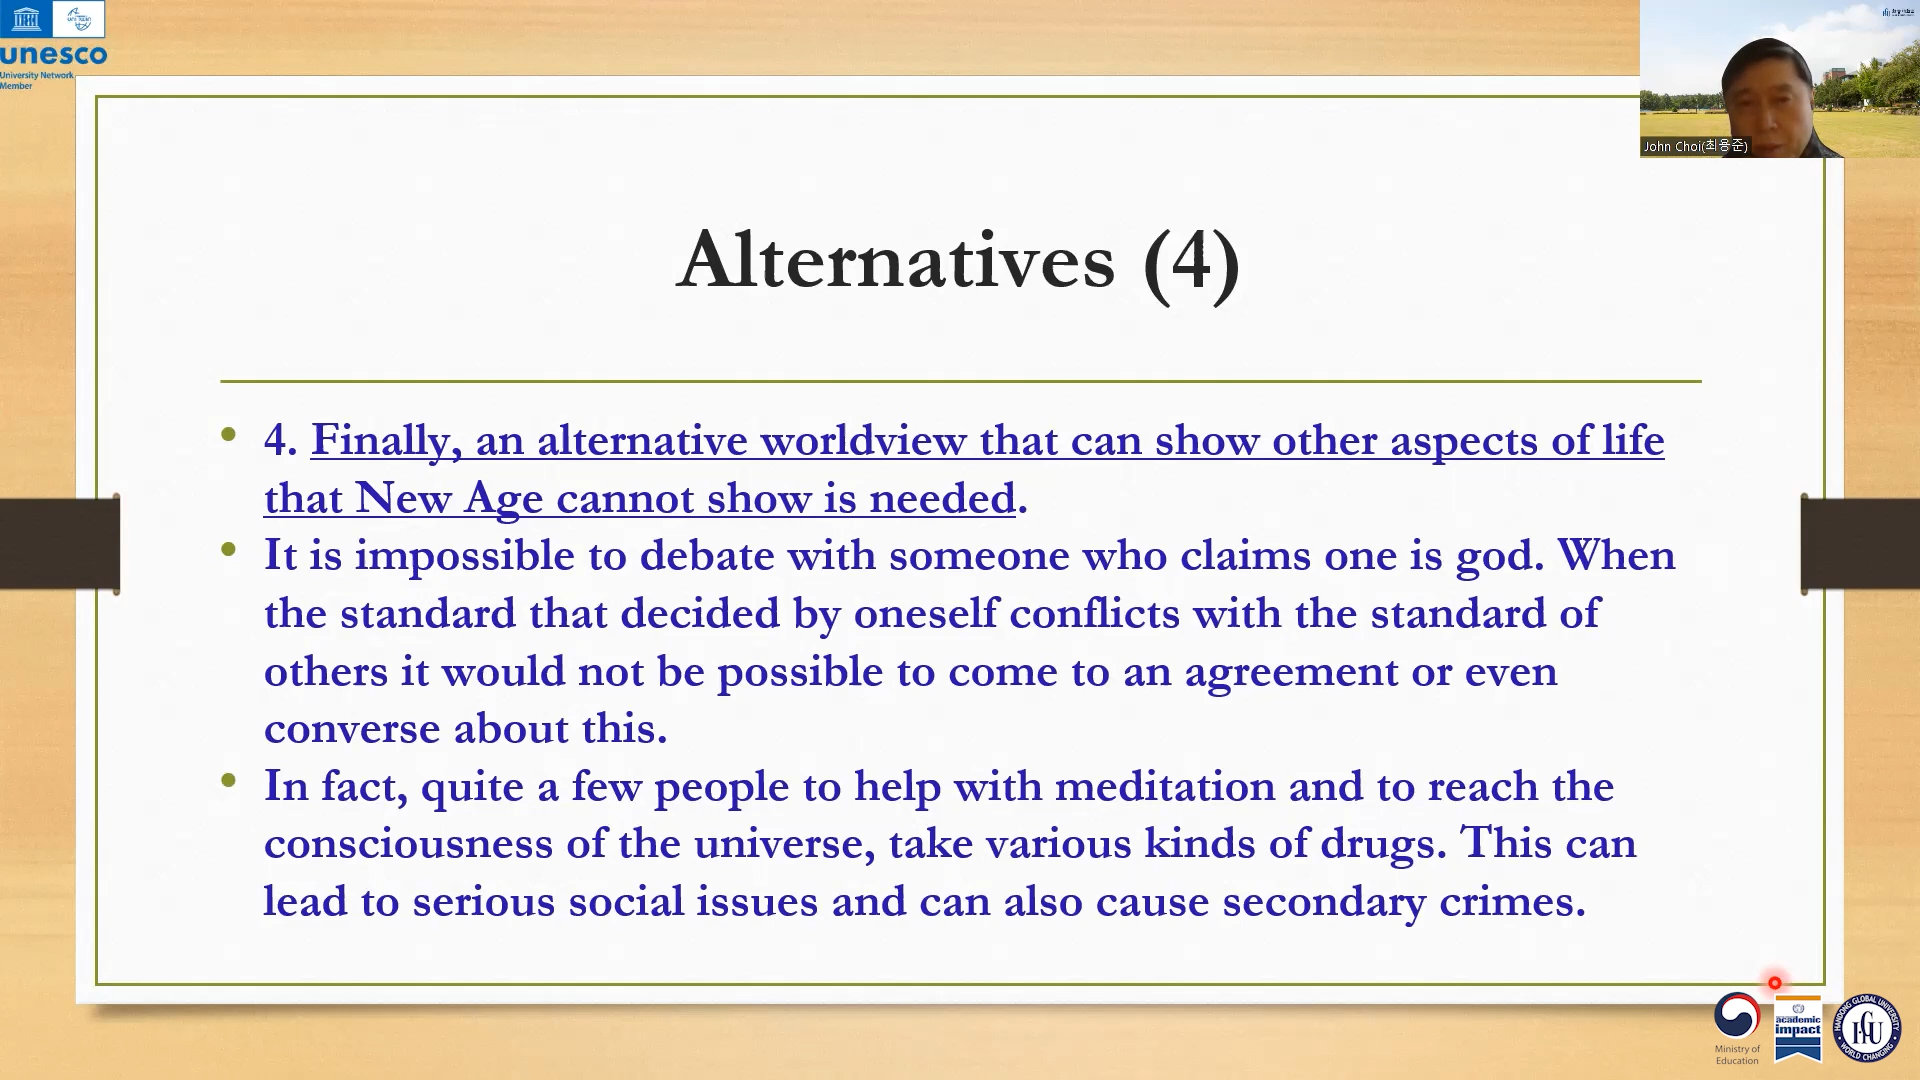 unesco
University Network
Member
John Choi(최용준)
Alternatives (4)
• 4. Finally, an alternative worldview that can show other aspects of life
that New Age cannot show is needed.
• It is impossible to debate with someone who claims one is god. When
the standard that decided by oneself conflicts with the standard of
others it would not be possible to come to an agreement or even
converse about this.
• In fact, quite a few people to help with meditation and to reach the
consciousness of the universe, take various kinds of drugs. This can
lead to serious social issues and can also cause secondary crimes.
Ministry of
Education
academic
impact
HANDONG GLOBAL UNIVERSITY
WORLD CHANGING